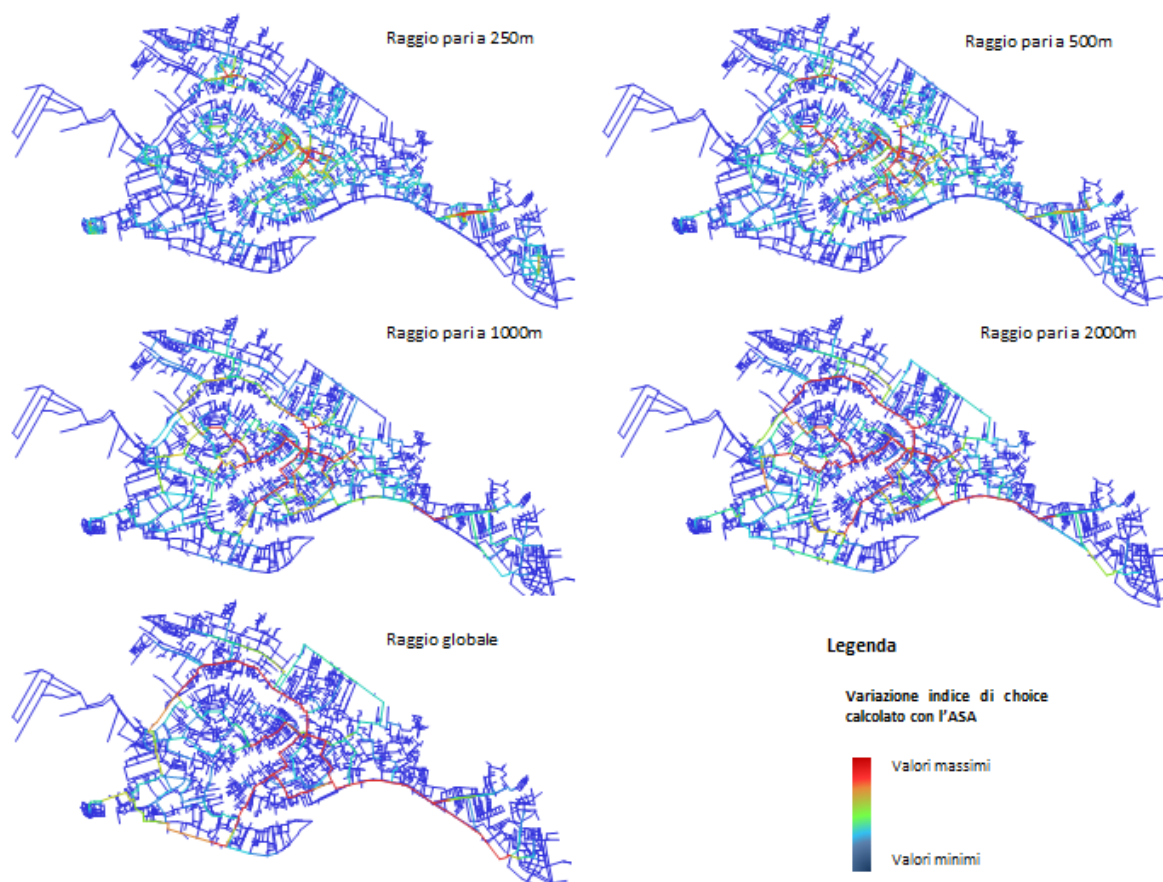 Raggio pari a 250m
Raggio pari a 500m
Raggio pari a 1000m
Raggio pari a 2000m
Raggio globale
Legenda
Variazione indice di choice
calcolato con l'ASA
Valori massimi
Valori minimi